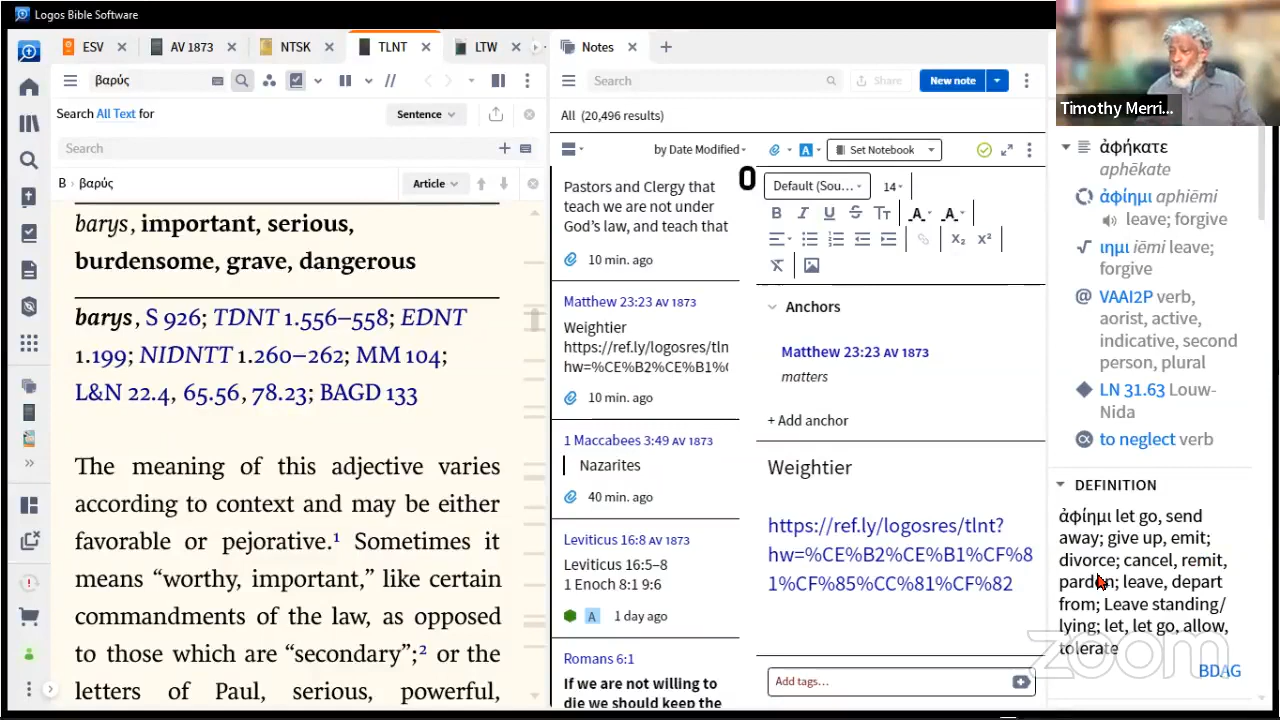 Logos Bible Software
ESV
AV 1873
NTSK
TLNT
LTW
Notes
βαρύς
Search All Text for
Sentence
Search
B › βαρύς
Article
barys, important, serious,
burdensome, grave, dangerous
barys, S 926; TDNT 1.556–558; EDNT
1.199; NIDNTT 1.260–262; MM 104;
L&N 22.4, 65.56, 78.23; BAGD 133
The meaning of this adjective varies
according to context and may be either
favorable or pejorative.1 Sometimes it
means “worthy, important,” like certain
commandments of the law, as opposed
to those which are “secondary”;2 or the
letters of Paul, serious, powerful,
Search
Share
New note
All (20,496 results)
by Date Modified
Pastors and Clergy that
teach we are not under
God’s law, and teach that
10 min. ago
Matthew 23:23 AV 1873
Weightier
https://ref.ly/logosres/tln
hw=%CE%B2%CE%B1%C
10 min. ago
1 Maccabees 3:49 AV 1873
Nazarites
40 min. ago
Leviticus 16:8 AV 1873
Leviticus 16:5–8
1 Enoch 8:1 9:6
A 1 day ago
Romans 6:1
If we are not willing to
die we should keep the
A
Set Notebook
0
Default (Sou...
14
B I U S TT A A
X₂ X²
Anchors
Matthew 23:23 AV 1873
matters
+ Add anchor
Weightier
https://ref.ly/logosres/tlnt?
hw=%CE%B2%CE%B1%CF%8
1%CF%85%CC%81%CF%82
Add tags...
Timothy Merri...
ἀφήκατε
aphēkate
ἀφίημι aphiēmi
leave; forgive
ιημι iēmi leave;
forgive
@ VAAI2P verb,
aorist, active,
indicative, second
person, plural
LN 31.63 Louw-
Nida
to neglect verb
DEFINITION
ἀφίημι let go, send
away; give up, emit;
divorce; cancel, remit,
pardon; leave, depart
from; Leave standing/
lying; let, let go, allow,
tolerate
BDAG
zoom